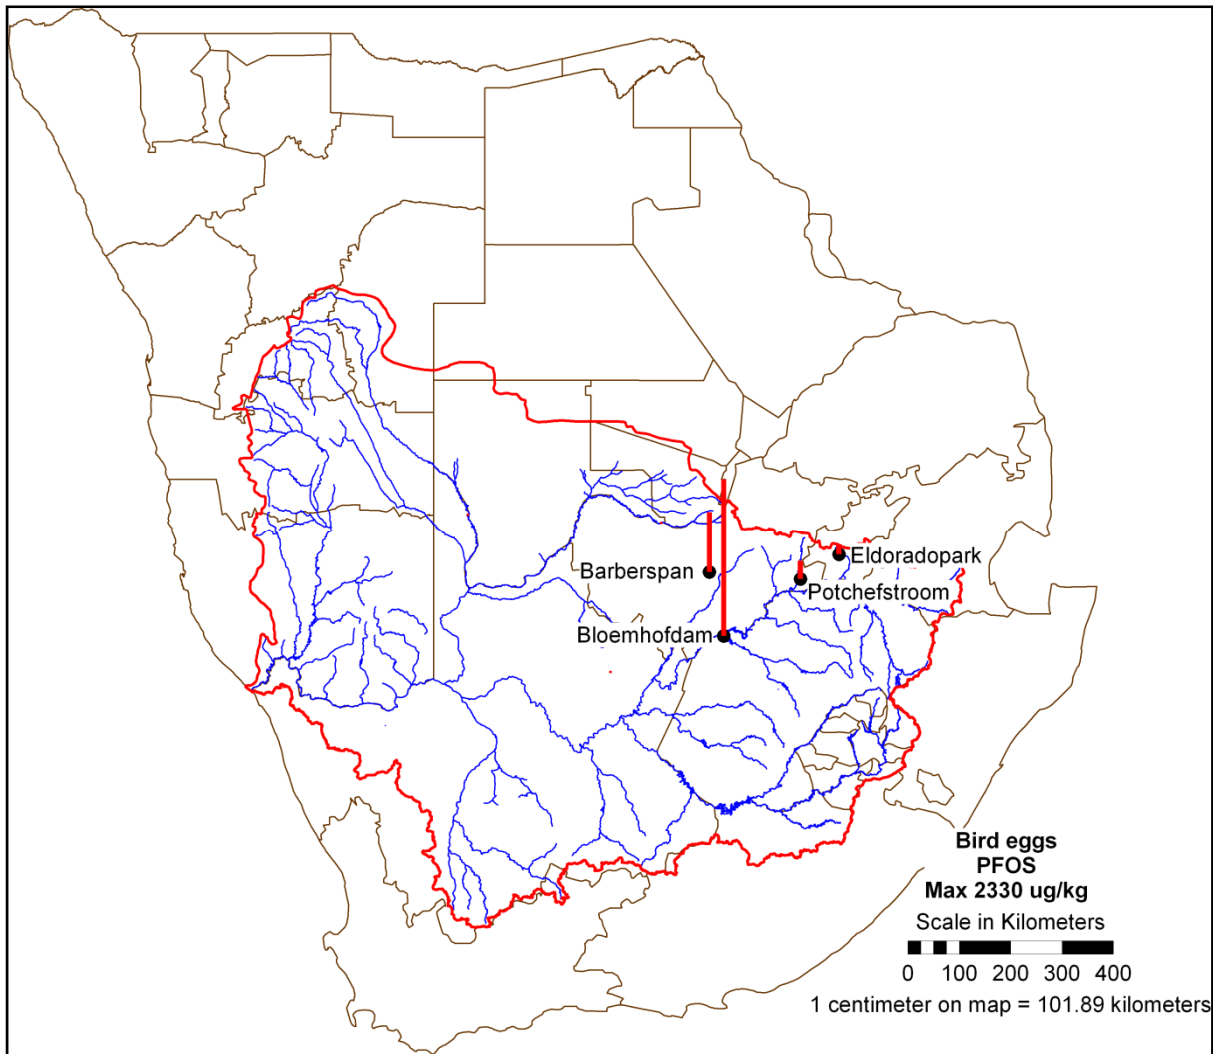 Eldoradopark
Barberspan
Potchefstroom
Bloemhofdam
Bird eggs
PFOS
Max 2330 ug/kg
Scale in Kilometers
0 100 200 300 400
1 centimeter on map = 101.89 kilometers